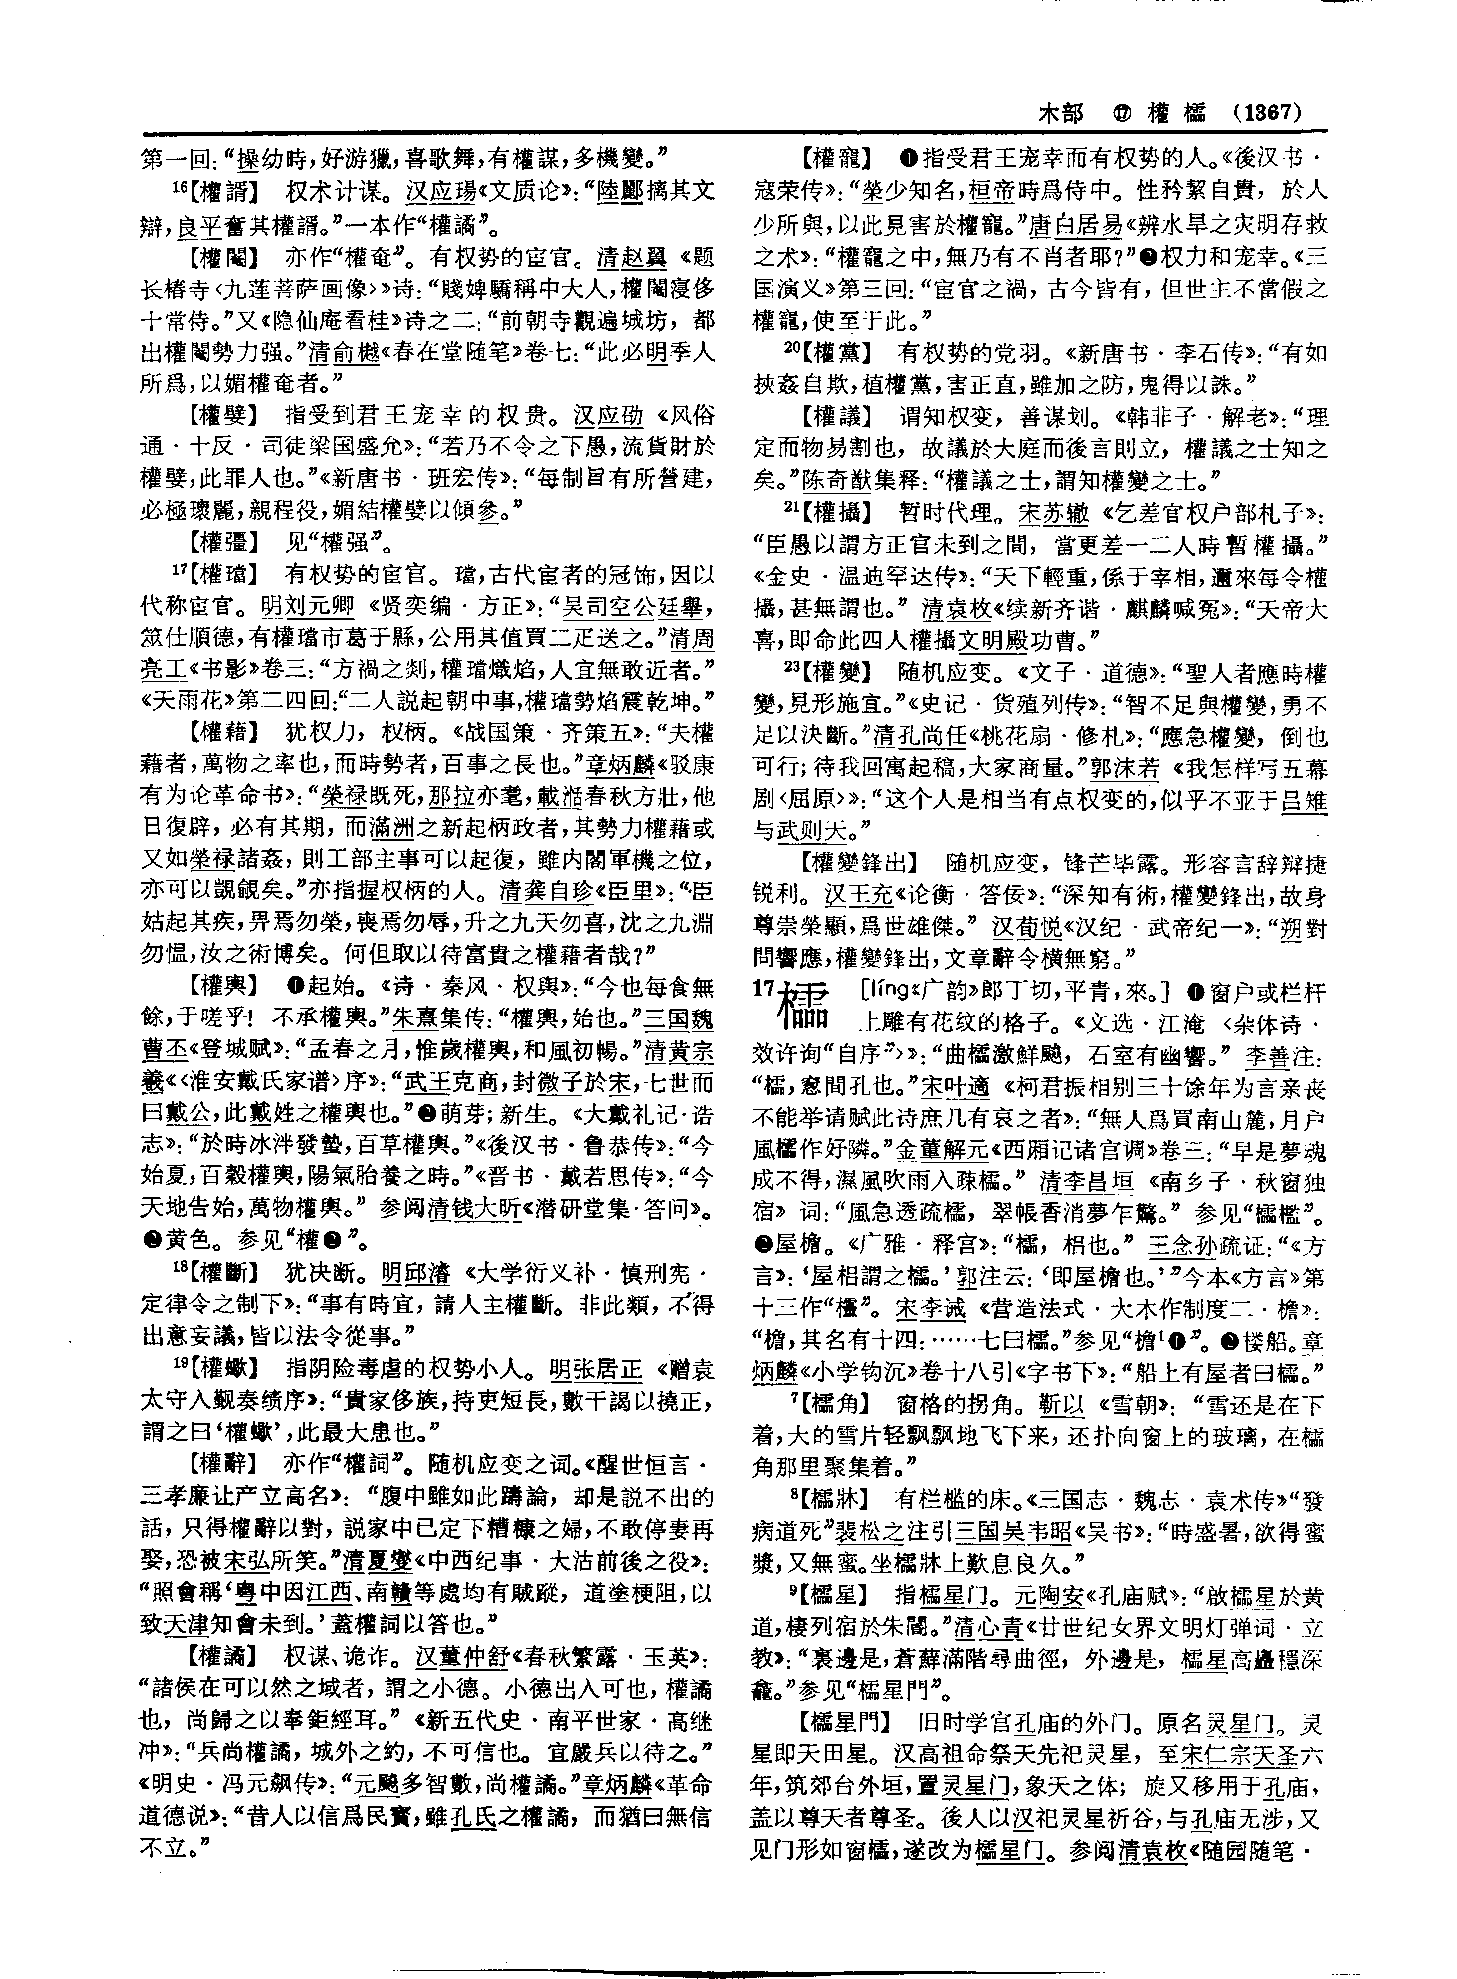 木部 ⑰ 權 櫺 (1367)
第一回：“操幼時，好游獵，喜歌舞，有權謀，多機變。”
¹⁶【權諝】 权术计谋。汉应瑒《文质论》：“陸酈摛其文
辯，良平奮其權諝。”一本作“權譎”。
【權閹】 亦作“權奄”。有权势的宦官。清赵翼《题
长椿寺〈九莲菩萨画像〉》诗：“賤婢驕稱中大人，權閹寖侈
十常侍。”又《隐仙庵看桂》诗之二：“前朝寺觀遍城坊，都
出權閹勢力强。”清俞樾《春在堂随笔》卷七：“此必明季人
所爲，以媚權奄者。”
【權嬖】 指受到君王宠幸的权贵。汉应劭《风俗
通·十反·司徒梁国盛允》：“若乃不令之下愚，流貨財於
權嬖，此罪人也。”《新唐书·班宏传》：“每制旨有所營建，
必極瓌麗，親程役，媚結權嬖以傾參。”
【權彊】 见“權强”。
¹⁷【權璫】 有权势的宦官。璫，古代宦者的冠饰，因以
代称宦官。明刘元卿《贤奕编·方正》：“吴司空公廷舉，
筮仕順德，有權璫市葛于縣，公用其值買二疋送之。”清周
亮工《书影》卷三：“方禍之剡，權璫熾焰，人宜無敢近者。”
《天雨花》第二四回：“二人説起朝中事，權璫勢焰震乾坤。”
【權藉】 犹权力，权柄。《战国策·齐策五》：“夫權
藉者，萬物之率也，而時勢者，百事之長也。”章炳麟《驳康
有为论革命书》：“榮禄既死，那拉亦耄，載湉春秋方壯，他
日復辟，必有其期，而滿洲之新起柄政者，其勢力權藉或
又如榮禄諸姦，則工部主事可以起復，雖内閣軍機之位，
亦可以覬覦矣。”亦指握权柄的人。清龚自珍《臣里》：“臣
姑起其疾，畀焉勿榮，喪焉勿辱，升之九天勿喜，沈之九淵
勿愠，汝之術博矣。何但取以待富貴之權藉者哉？”
【權輿】 ❶起始。《诗·秦风·权舆》：“今也每食無
餘，于嗟乎！不承權輿。”朱熹集传：“權輿，始也。”三国魏
曹丕《登城赋》：“孟春之月，惟歲權輿，和風初暢。”清黄宗
羲《〈淮安戴氏家谱〉序》：“武王克商，封微子於宋，七世而
曰戴公，此戴姓之權輿也。”❷萌芽；新生。《大戴礼记·诰
志》：“於時冰泮發蟄，百草權輿。”《後汉书·鲁恭传》：“今
始夏，百穀權輿，陽氣胎養之時。”《晋书·戴若思传》：“今
天地告始，萬物權輿。”参阅清钱大昕《潜研堂集·答问》。
❷黄色。参见“權❷”。
¹⁸【權斷】 犹决断。明邱濬《大学衍义补·慎刑宪·
定律令之制下》：“事有時宜，請人主權斷。非此類，不得
出意妄議，皆以法令從事。”
¹⁹【權蠍】 指阴险毒虐的权势小人。明张居正《赠袁
太守入觐奏绩序》：“貴家侈族，持吏短長，數干謁以撓正，
謂之曰‘權蠍’，此最大患也。”
【權辭】 亦作“權詞”。随机应变之词。《醒世恒言·
三孝廉让产立高名》：“腹中雖如此躊論，却是説不出的
話，只得權辭以對，説家中已定下糟糠之婦，不敢停妻再
娶，恐被宋弘所笑。”清夏燮《中西纪事·大沽前後之役》：
“照會稱‘粤中因江西、南贛等處均有賊蹤，道塗梗阻，以
致天津知會未到。’蓋權詞以答也。”
【權譎】 权谋、诡诈。汉董仲舒《春秋繁露·玉英》：
“諸侯在可以然之域者，謂之小德。小德出入可也，權譎
也，尚歸之以奉鉅經耳。”《新五代史·南平世家·高继
冲》：“兵尚權譎，城外之約，不可信也。宜嚴兵以待之。”
《明史·冯元飙传》：“元飈多智數，尚權譎。”章炳麟《革命
道德说》：“昔人以信爲民寳，雖孔氏之權譎，而猶曰無信
不立。”
【權寵】 ❶指受君王宠幸而有权势的人。《後汉书·
寇荣传》：“榮少知名，桓帝時爲侍中。性矜絜自貴，於人
少所與，以此見害於權寵。”唐白居易《辨水旱之灾明存救
之术》：“權寵之中，無乃有不肖者耶？”❷权力和宠幸。《三
国演义》第三回：“宦官之禍，古今皆有，但世主不當假之
權寵，使至于此。”
²⁰【權黨】 有权势的党羽。《新唐书·李石传》：“有如
挾姦自欺，植權黨，害正直，雖加之防，鬼得以誅。”
【權議】 谓知权变，善谋划。《韩非子·解老》：“理
定而物易割也，故議於大庭而後言則立，權議之士知之
矣。”陈奇猷集释：“權議之士，謂知權變之士。”
²¹【權攝】 暂时代理。宋苏辙《乞差官权户部札子》：
“臣愚以謂方正官未到之間，當更差一二人時暫權攝。”
《金史·温迪罕达传》：“天下輕重，係于宰相，邇來每令權
攝，甚無謂也。”清袁枚《续新齐谐·麒麟喊冤》：“天帝大
喜，即命此四人權攝文明殿功曹。”
²³【權變】 随机应变。《文子·道德》：“聖人者應時權
變，見形施宜。”《史记·货殖列传》：“智不足與權變，勇不
足以決斷。”清孔尚任《桃花扇·修札》：“應急權變，倒也
可行；待我回寓起稿，大家商量。”郭沫若《我怎样写五幕
剧〈屈原〉》：“这个人是相当有点权变的，似乎不亚于吕雉
与武则天。”
【權變鋒出】 随机应变，锋芒毕露。形容言辞辩捷
锐利。汉王充《论衡·答佞》：“深知有術，權變鋒出，故身
尊崇榮顯，爲世雄傑。”汉荀悦《汉纪·武帝纪一》：“朔對
問響應，權變鋒出，文章辭令横無窮。”
17櫺 [líng《广韵》郎丁切，平青，來。] ❶窗户或栏杆
上雕有花纹的格子。《文选·江淹〈杂体诗·
效许询“自序”〉》：“曲櫺激鮮飈，石室有幽響。”李善注：
“櫺，窻間孔也。”宋叶適《柯君振相别三十馀年为言亲丧
不能举请赋此诗庶几有哀之者》：“無人爲買南山麓，月户
風櫺作好隣。”金董解元《西厢记诸宫调》卷三：“早是夢魂
成不得，濕風吹雨入疎櫺。”清李昌垣《南乡子·秋窗独
宿》词：“風急透疏櫺，翠帳香消夢乍驚。”参见“櫺檻”。
❷屋檐。《广雅·释宫》：“櫺，梠也。”王念孙疏证：“《方
言》：‘屋梠謂之櫺。’郭注云：‘即屋檐也。’”今本《方言》第
十三作“櫺”。宋李诫《营造法式·大木作制度二·檐》：
“檐，其名有十四：……七曰櫺。”参见“檐¹❶”。❷楼船。章
炳麟《小学钩沉》卷十八引《字书下》：“船上有屋者曰櫺。”
⁷【櫺角】 窗格的拐角。靳以《雪朝》：“雪还是在下
着，大的雪片轻飘飘地飞下来，还扑向窗上的玻璃，在櫺
角那里聚集着。”
⁸【櫺牀】 有栏槛的床。《三国志·魏志·袁术传》“發
病道死”裴松之注引三国吴韦昭《吴书》：“時盛暑，欲得蜜
漿，又無蜜。坐櫺牀上歎息良久。”
⁹【櫺星】 指櫺星门。元陶安《孔庙赋》：“啟櫺星於黄
道，棲列宿於朱閣。”清心青《廿世纪女界文明灯弹词·立
教》：“裏邊是，蒼蘚滿階尋曲徑，外邊是，櫺星高矗穩深
龕。”参见“櫺星門”。
【櫺星門】 旧时学宫孔庙的外门。原名灵星门。灵
星即天田星。汉高祖命祭天先祀灵星，至宋仁宗天圣六
年，筑郊台外垣，置灵星门，象天之体；旋又移用于孔庙，
盖以尊天者尊圣。後人以汉祀灵星祈谷，与孔庙无涉，又
见门形如窗櫺，遂改为櫺星门。参阅清袁枚《随园随笔·